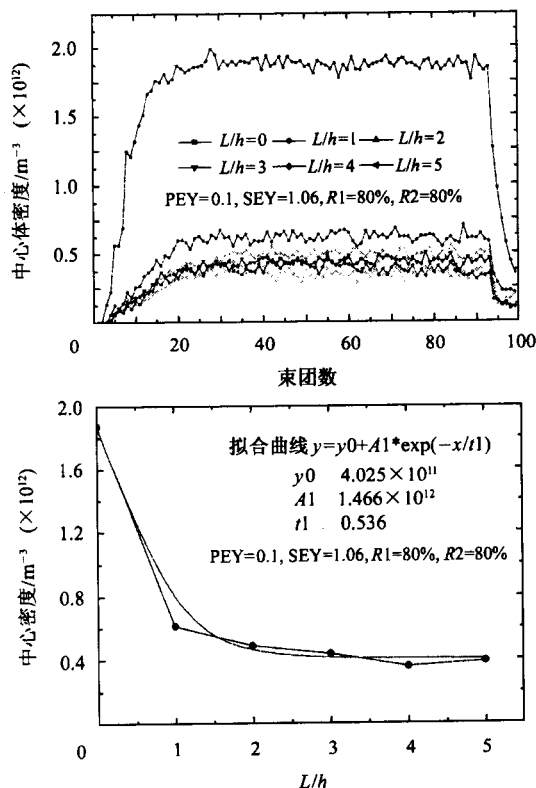 2.0
1.5
1.0
0.5
0
中心体密度/m⁻³ (×10¹²)
L/h=0 L/h=1 L/h=2
L/h=3 L/h=4 L/h=5
PEY=0.1, SEY=1.06, R1=80%, R2=80%
20 40 60 80 100
束团数
2.0
1.6
1.2
0.8
0.4
0
中心密度/m⁻³ (×10¹²)
拟合曲线 y=y0+A1*exp(-x/t1)
y0 4.025×10¹¹
A1 1.466×10¹²
t1 0.536
PEY=0.1, SEY=1.06, R1=80%, R2=80%
1 2 3 4 5
L/h